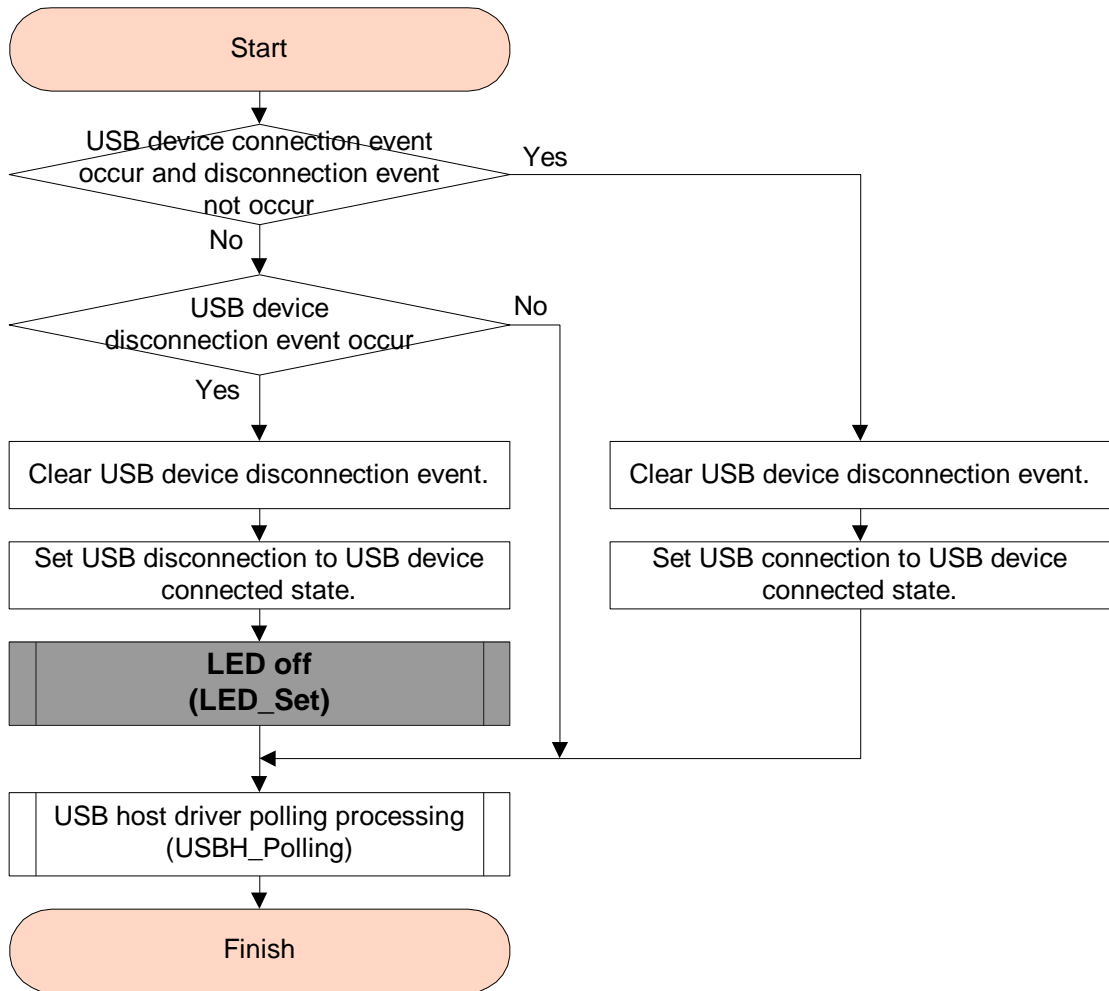 Start
USB device connection event
occur and disconnection event
not occur
Yes
No
USB device
disconnection event occur
No
Yes
Clear USB device disconnection event.
Clear USB device disconnection event.
Set USB disconnection to USB device
connected state.
Set USB connection to USB device
connected state.
LED off
(LED_Set)
USB host driver polling processing
(USBH_Polling)
Finish